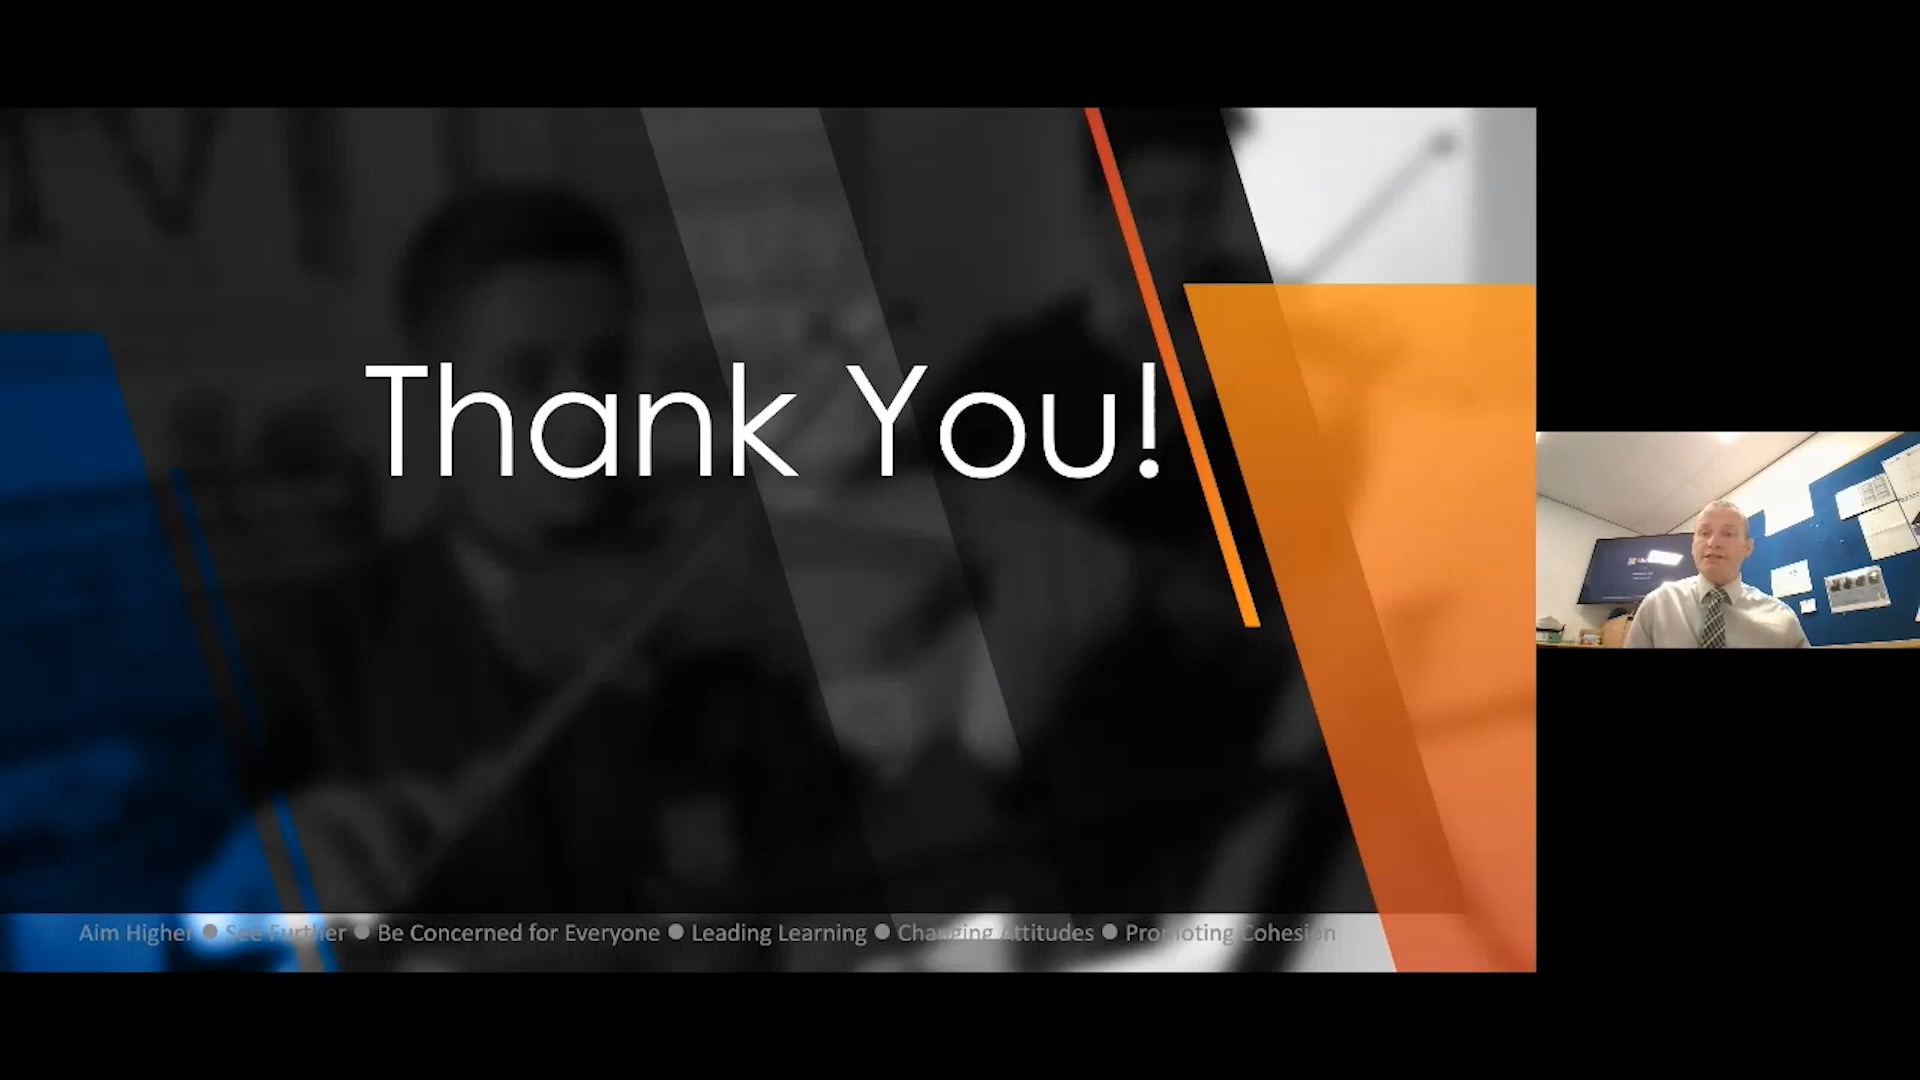 Thank You!
Aim Higher ● See Further ● Be Concerned for Everyone ● Leading Learning ● Changing Attitudes ● Promoting Cohesion